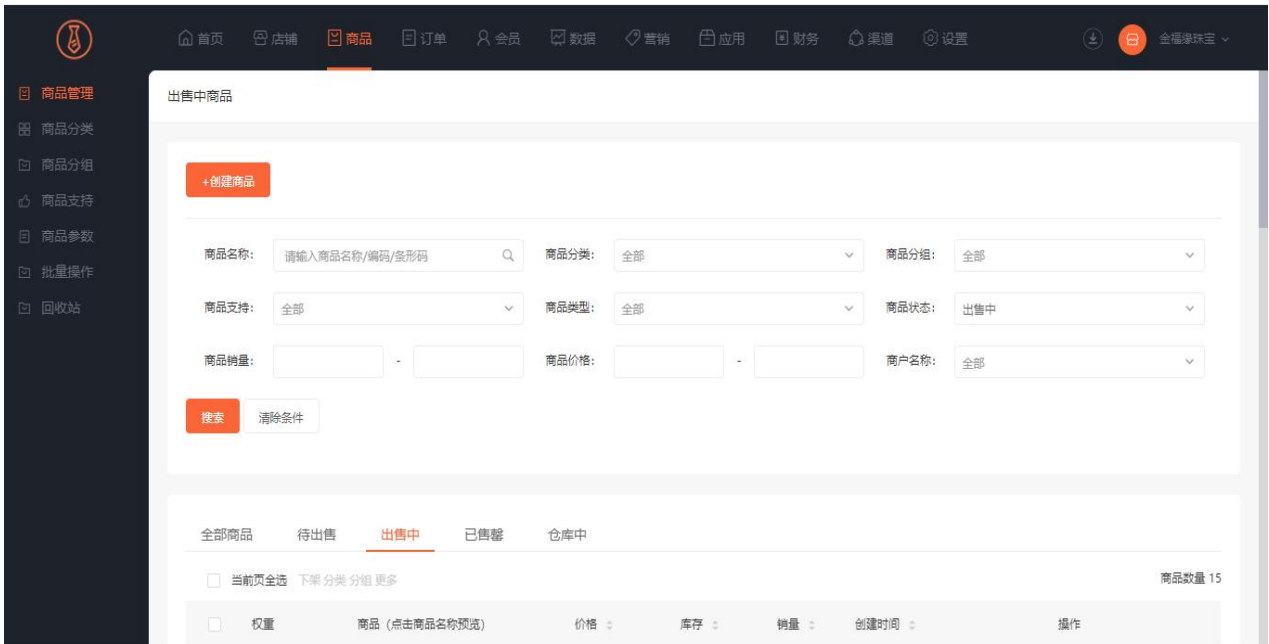 首页 店铺 商品 订单 会员 数据 营销 应用 财务 渠道 设置 金福缘珠宝
商品管理
商品分类
商品分组
商品支持
商品参数
批量操作
回收站
出售中商品
+创建商品
商品名称: 请输入商品名称/编码/条形码 商品分类: 全部 商品分组: 全部
商品支持: 全部 商品类型: 全部 商品状态: 出售中
商品销量: - 商品价格: - 商户名称: 全部
搜索 清除条件
全部商品 待出售 出售中 已售罄 仓库中
当前页全选 下架 分类 分组 更多 商品数量 15
权重 商品 (点击商品名称预览) 价格 库存 销量 创建时间 操作